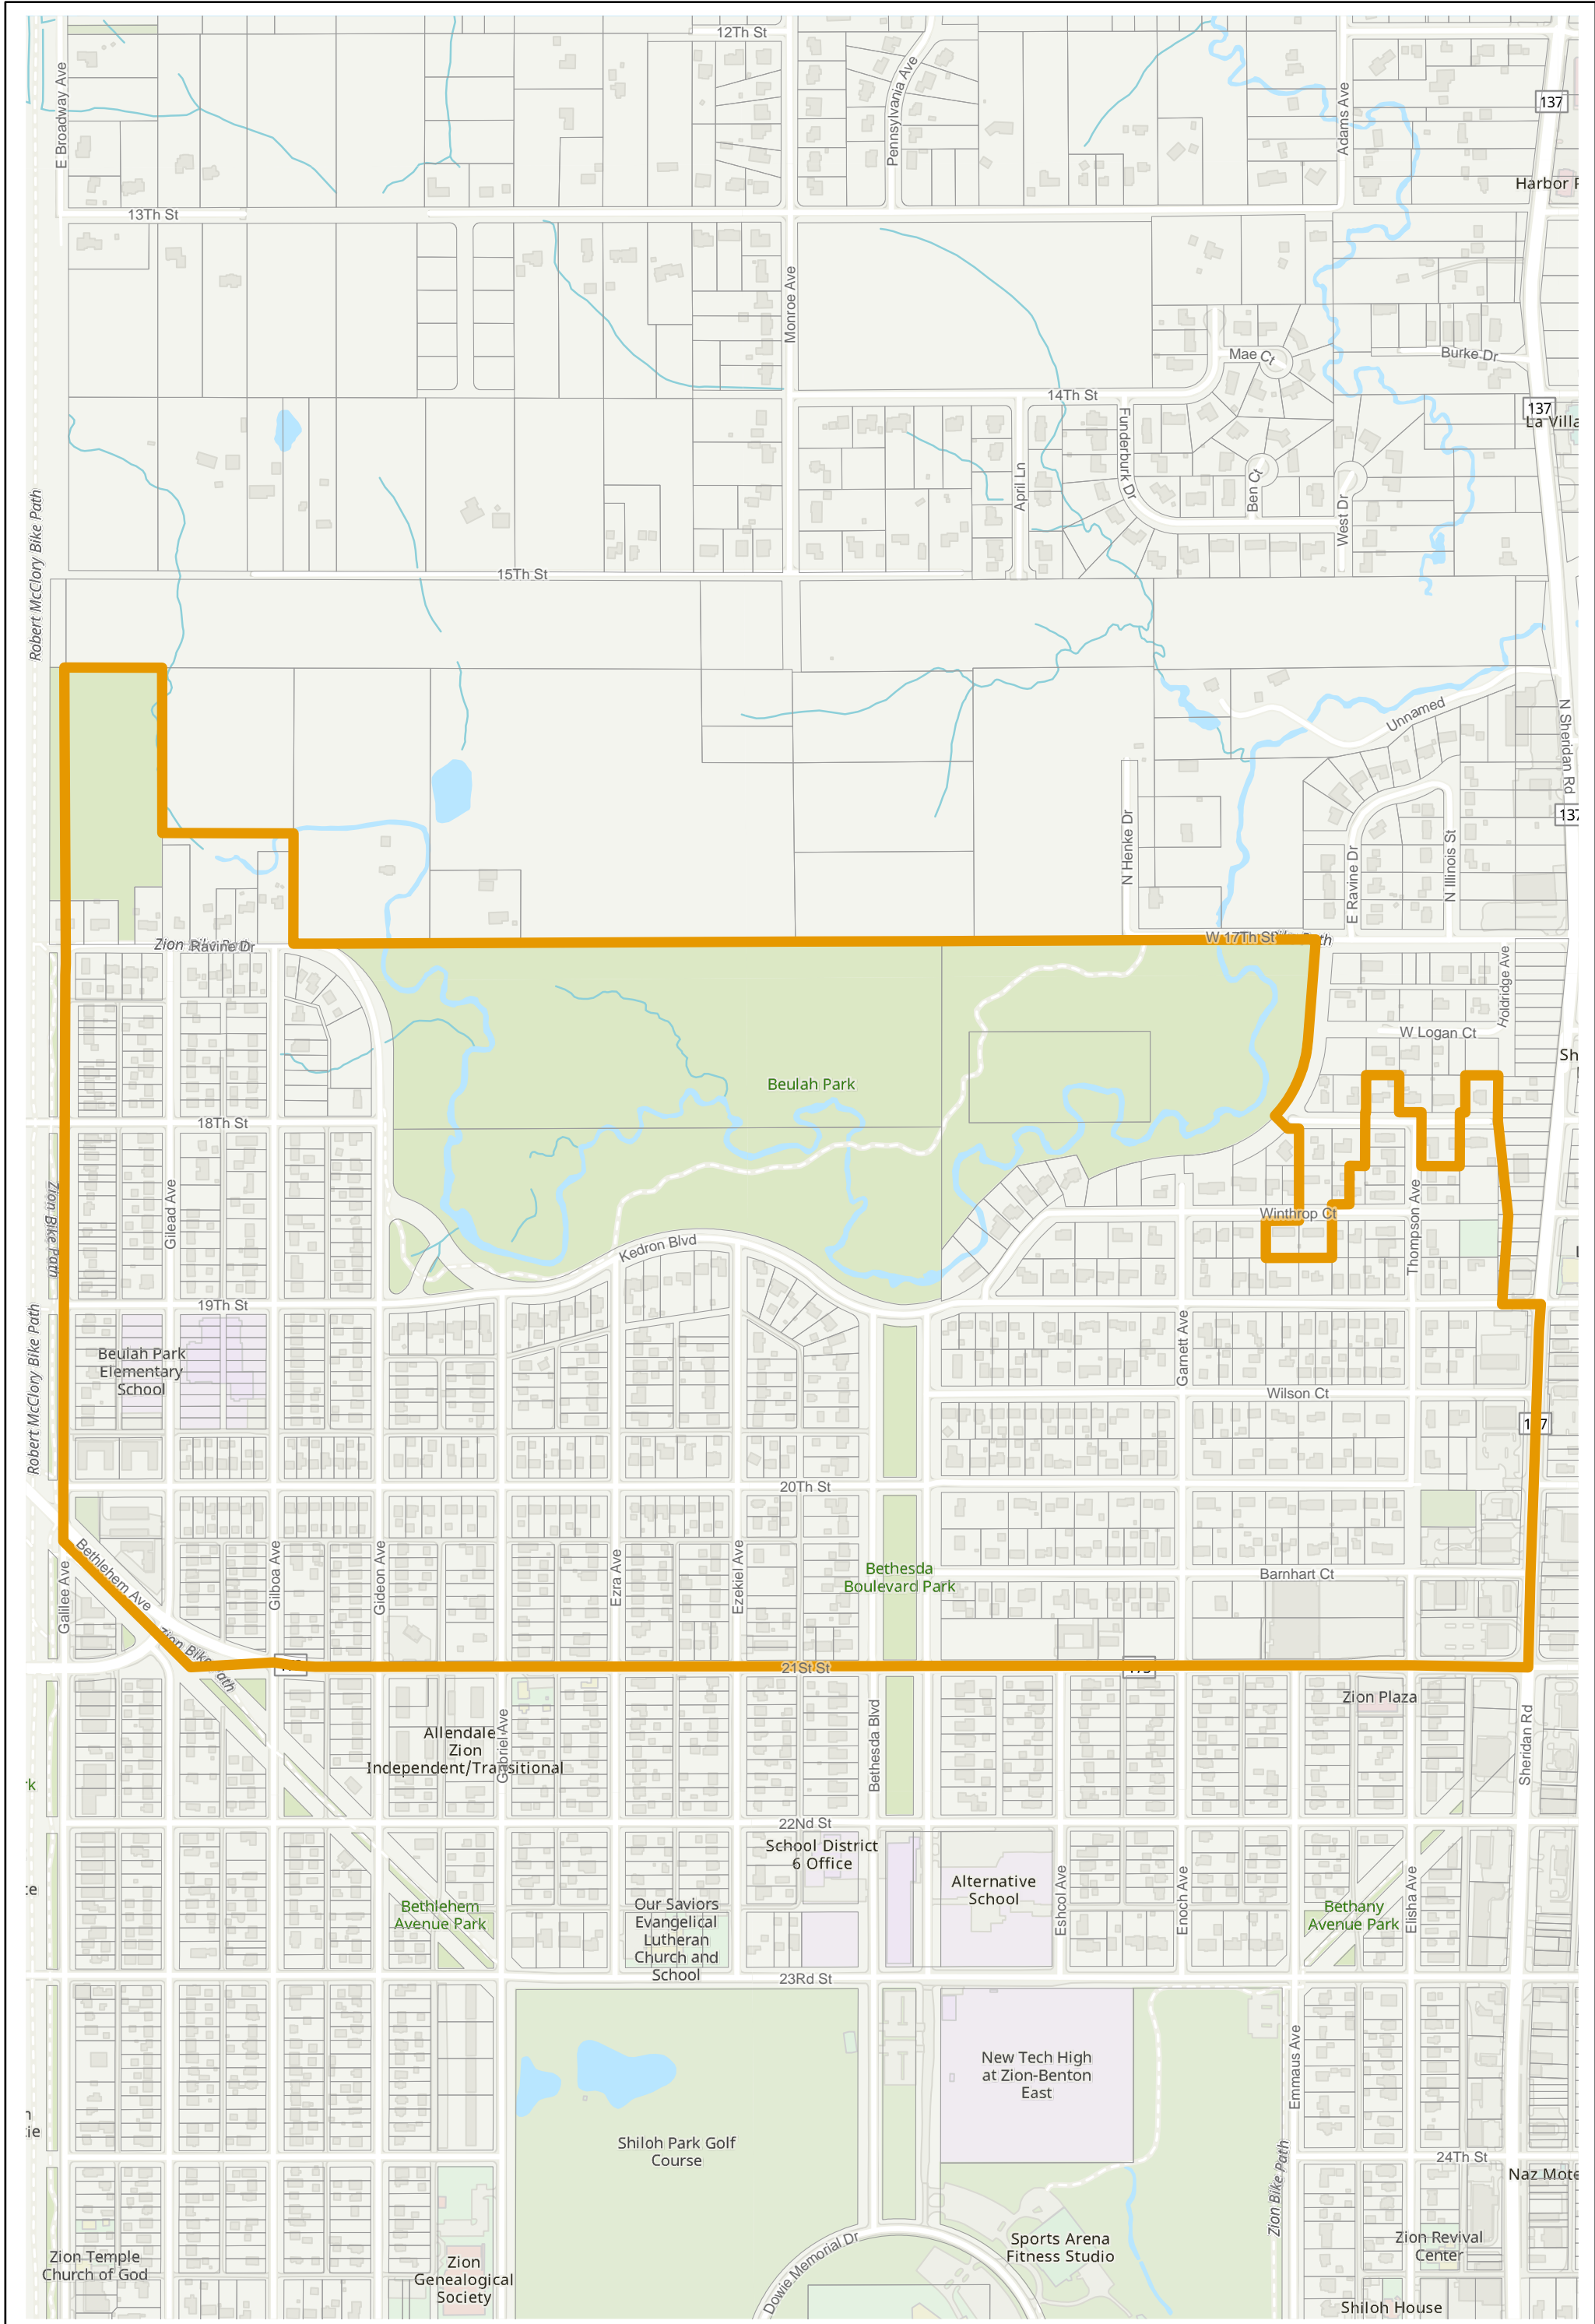 12Th St
E Broadway Ave
Pennsylvania Ave
Adams Ave
137
Harbor
13Th St
Monroe Ave
Mae Ct
Burke Dr
14Th St
137
La Villa
Funderburk Dr
April Ln
Ben Ct
West Dr
Robert McClory Bike Path
15Th St
Unnamed
N Sheridan Rd
137
N Henke Dr
E Ravine Dr
N Illinois St
Zion Bike Path
Ravine Dr
W 17Th St
Holdridge Ave
W Logan Ct
Beulah Park
18Th St
Zion Bike Path
Gilead Ave
Winthrop Ct
Thompson Ave
Kedron Blvd
19Th St
Robert McClory Bike Path
Beulah Park
Elementary
School
Garnett Ave
Wilson Ct
20Th St
Bethlehem Ave
Galilee Ave
Gilboa Ave
Gideon Ave
Ezra Ave
Ezekiel Ave
Bethesda
Boulevard Park
Barnhart Ct
Zion Bike Path
21St St
173
Zion Plaza
Allendale
Zion
Independent/Transitional
Gabriel Ave
Bethesda Blvd
Sheridan Rd
22Nd St
School District
6 Office
Alternative
School
Bethlehem
Avenue Park
Our Saviors
Evangelical
Lutheran
Church and
School
Eshcol Ave
Enoch Ave
Bethany
Avenue Park
Elisha Ave
23Rd St
New Tech High
at Zion-Benton
East
Emmaus Ave
Shiloh Park Golf
Course
Zion Bike Path
24Th St
Naz Mote
Zion Temple
Church of God
Zion
Genealogical
Society
Dowie Memorial Dr
Sports Arena
Fitness Studio
Zion Revival
Center
Shiloh House